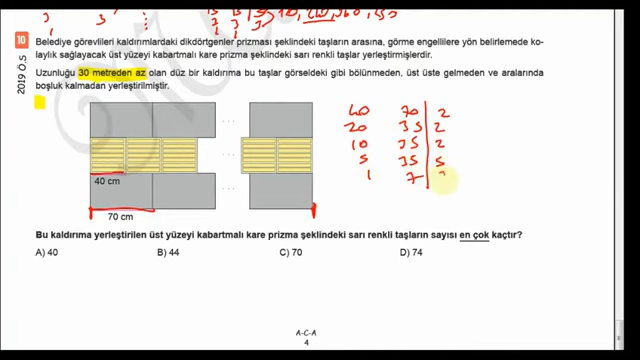 10
2019 Ö.S
Belediye görevlileri kaldırımlardaki dikdörtgenler prizması şeklindeki taşların arasına, görme engellilere yön belirlemede ko-
laylık sağlayacak üst yüzeyi kabartmalı kare prizma şeklindeki sarı renkli taşlar yerleştirmişlerdir.
Uzunluğu 30 metreden az olan düz bir kaldırıma bu taşlar görseldeki gibi bölünmeden, üst üste gelmeden ve aralarında
boşluk kalmadan yerleştirilmiştir.
40 cm
70 cm
40 70 2
20 35 2
10 35 2
5 35 5
1 7
Bu kaldırıma yerleştirilen üst yüzeyi kabartmalı kare prizma şeklindeki sarı renkli taşların sayısı en çok kaçtır?
A) 40 B) 44 C) 70 D) 74
A-C-A
4